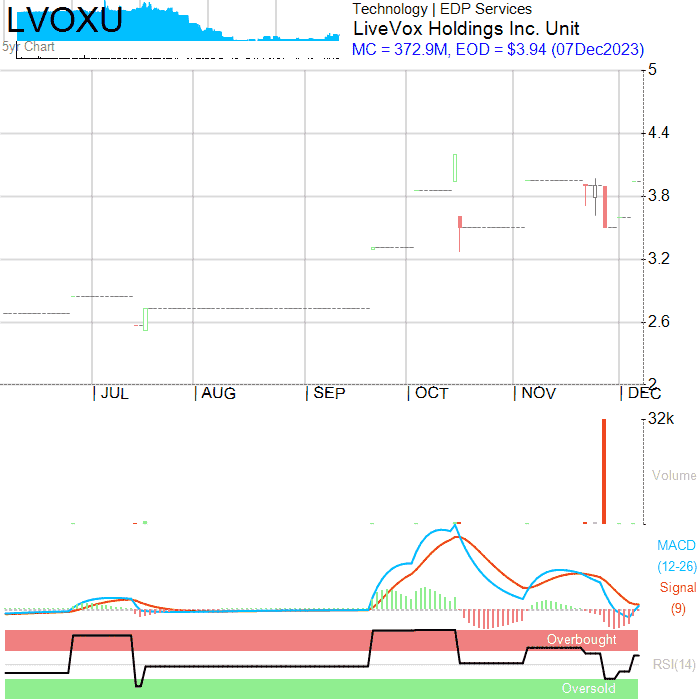 LVOXU
5yr Chart
Technology | EDP Services
LiveVox Holdings Inc. Unit
MC = 372.9M, EOD = $3.94 (07Dec2023)
5
4.4
3.8
3.2
2.6
2
JUL AUG SEP OCT NOV DEC
32k
Volume
MACD
(12-26)
Signal
(9)
Overbought
RSI(14)
Oversold